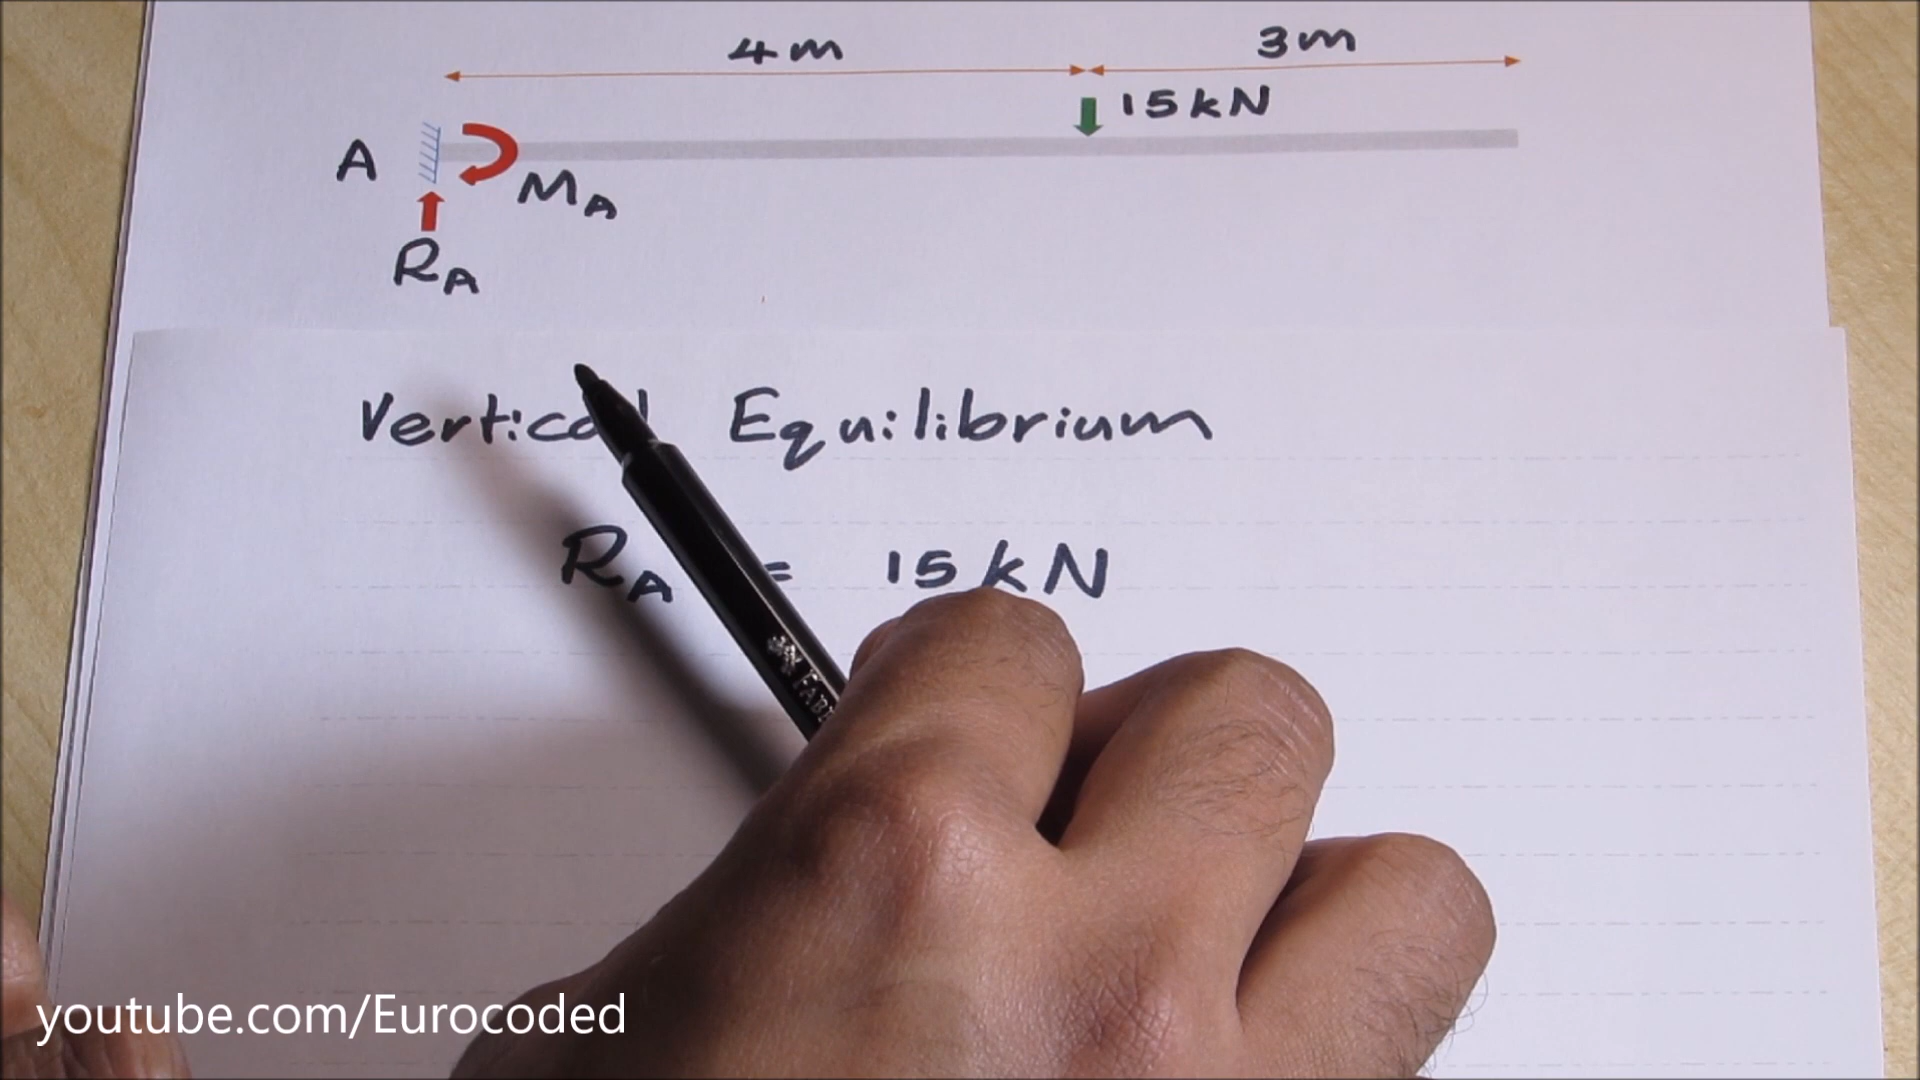 4m 3m
15kN
A
MA
RA
Vertical Equilibrium
RA = 15kN
youtube.com/Eurocoded